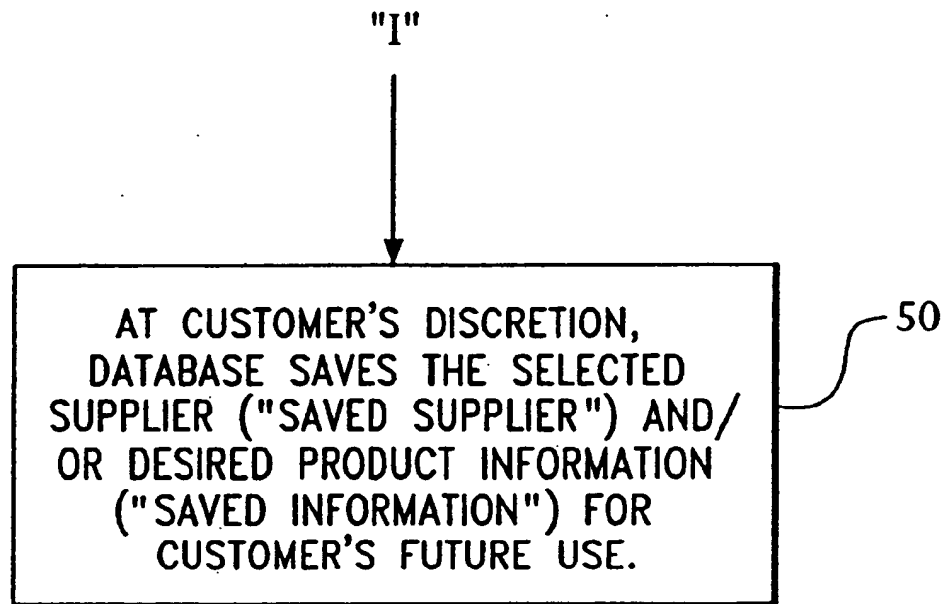 "I"
AT CUSTOMER'S DISCRETION,
DATABASE SAVES THE SELECTED
SUPPLIER ("SAVED SUPPLIER") AND/
OR DESIRED PRODUCT INFORMATION
("SAVED INFORMATION") FOR
CUSTOMER'S FUTURE USE.
50